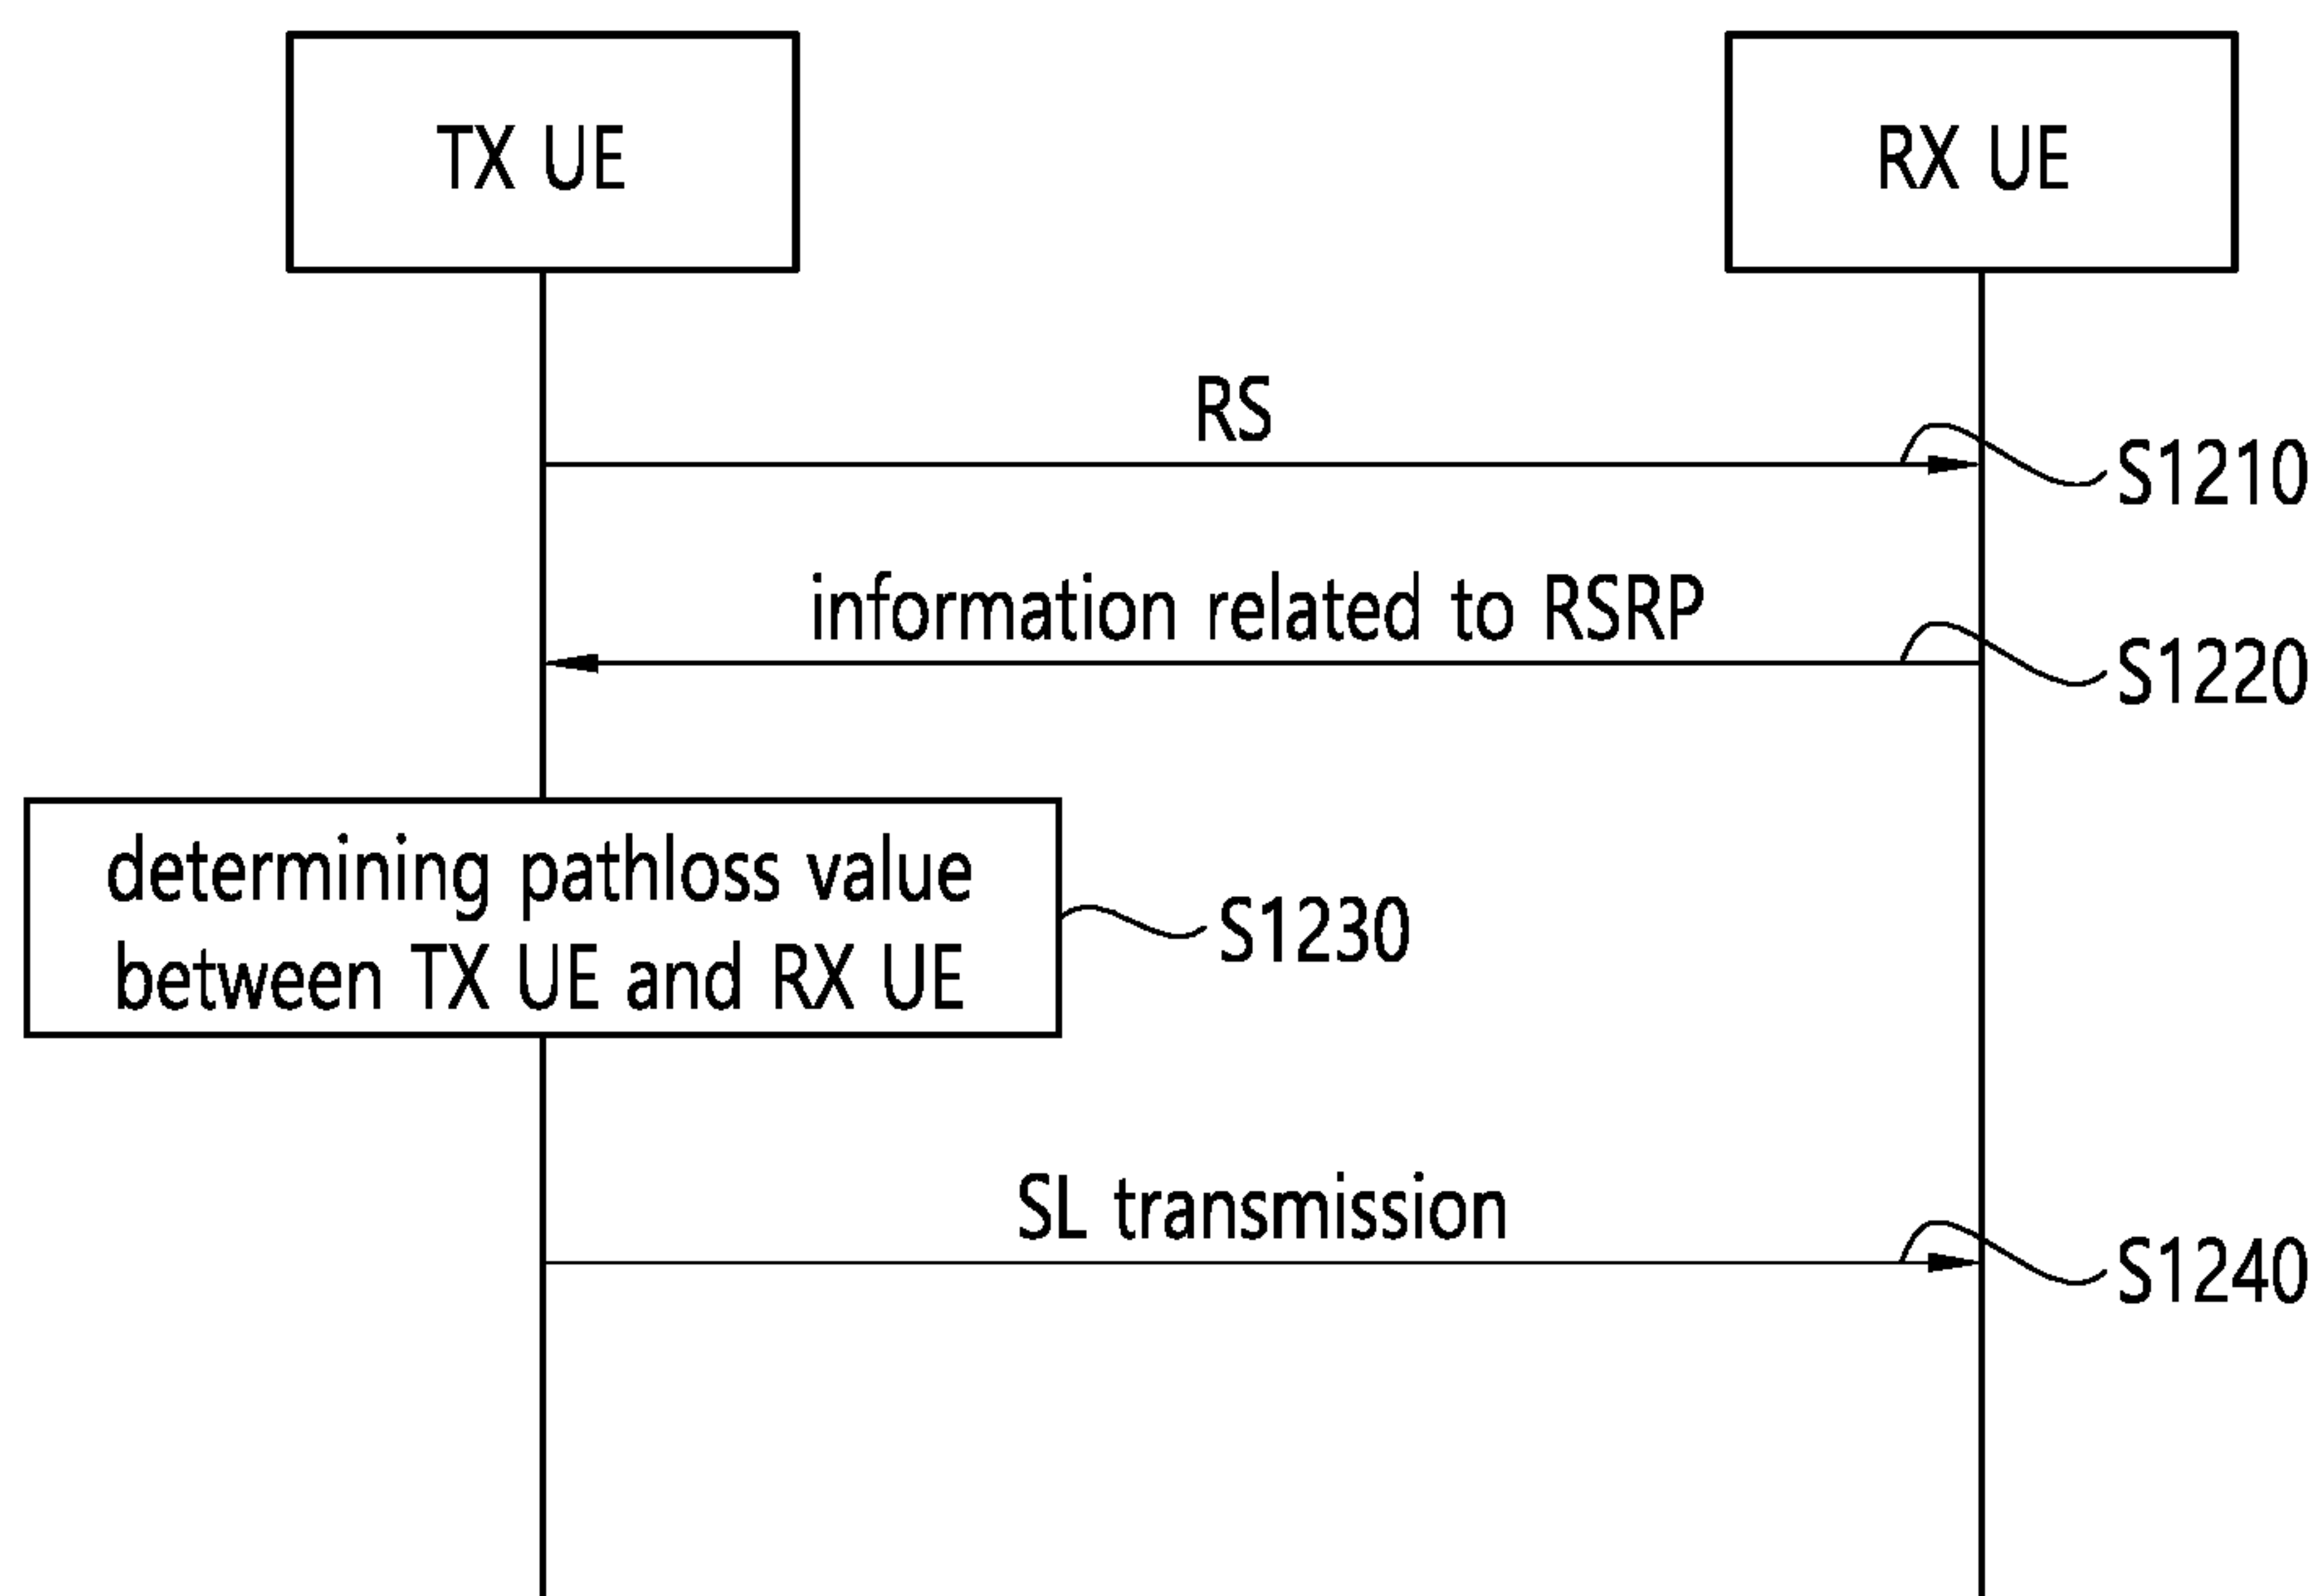 TX UE
RX UE
RS
S1210
information related to RSRP
S1220
determining pathloss value
between TX UE and RX UE
S1230
SL transmission
S1240